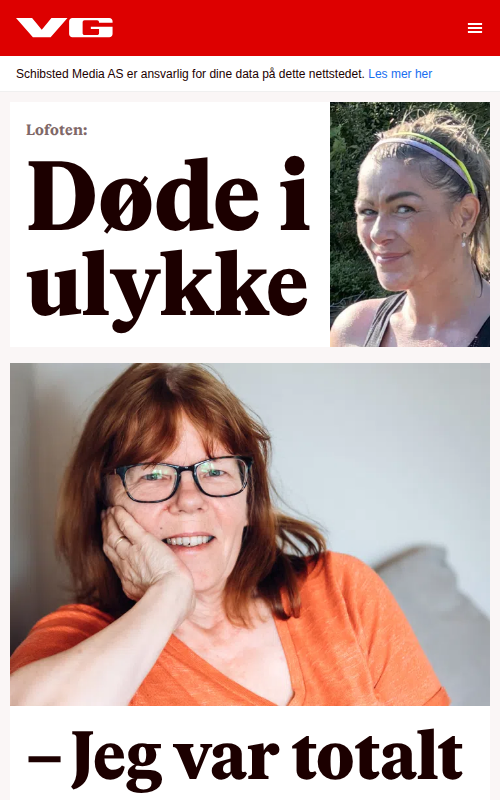 VG
Schibsted Media AS er ansvarlig for dine data på dette nettstedet. Les mer her
Lofoten:
Døde i
ulykke
– Jeg var totalt